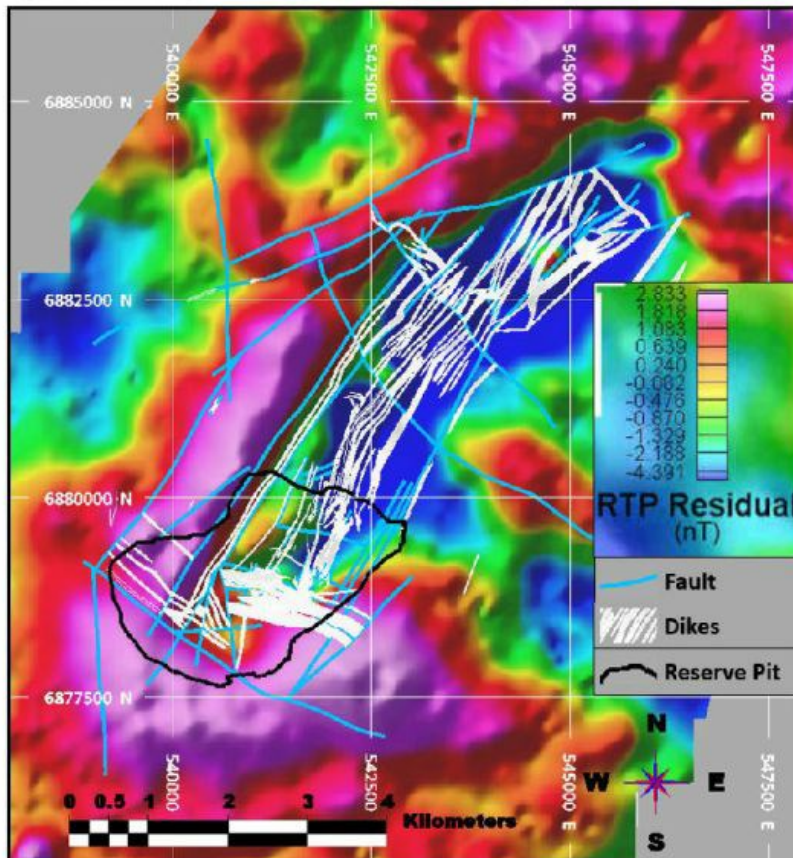 540000 E
542500 E
545000 E
547500 E
6885000 N
6882500 N
2.833
1.818
1.083
0.639
0.240
-0.062
-0.476
-0.870
-1.329
-2.188
-4.391
RTP Residual
(nT)
6880000 N
Fault
Dikes
Reserve Pit
6877500 N
N
W E
S
540000 E
542500 E
545000 E
547500 E
0 0.5 1 2 3 4
Kilometers